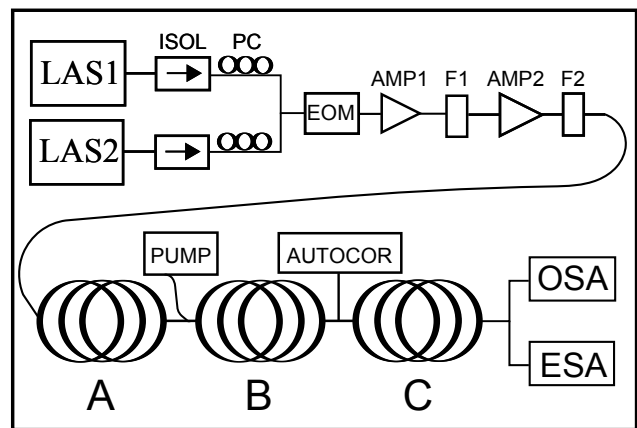 ISOL PC
LAS1
AMP1 F1 AMP2 F2
EOM
LAS2
PUMP AUTOCOR
OSA
ESA
A B C